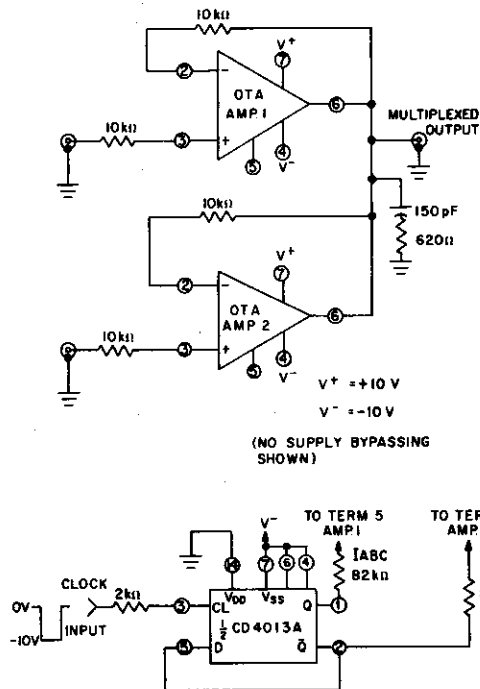 10kΩ
V+
7
2
-
OTA
AMP. 1
6
MULTIPLEXED
OUTPUT
10kΩ
3
+
5
4
V-
10kΩ
150pF
620Ω
V+
7
2
-
OTA
AMP. 2
6
10kΩ
3
+
5
4
V-
V+ = +10 V
V- = -10 V
(NO SUPPLY BYPASSING
SHOWN)
V-
TO TERM 5
AMP. 1
IABC
82kΩ
14
7
6
4
VDD
VSS
CLOCK
INPUT
0V
-10V
2kΩ
3
CL
Q
1
1/2
CD4013A
5
D
Q̄
2